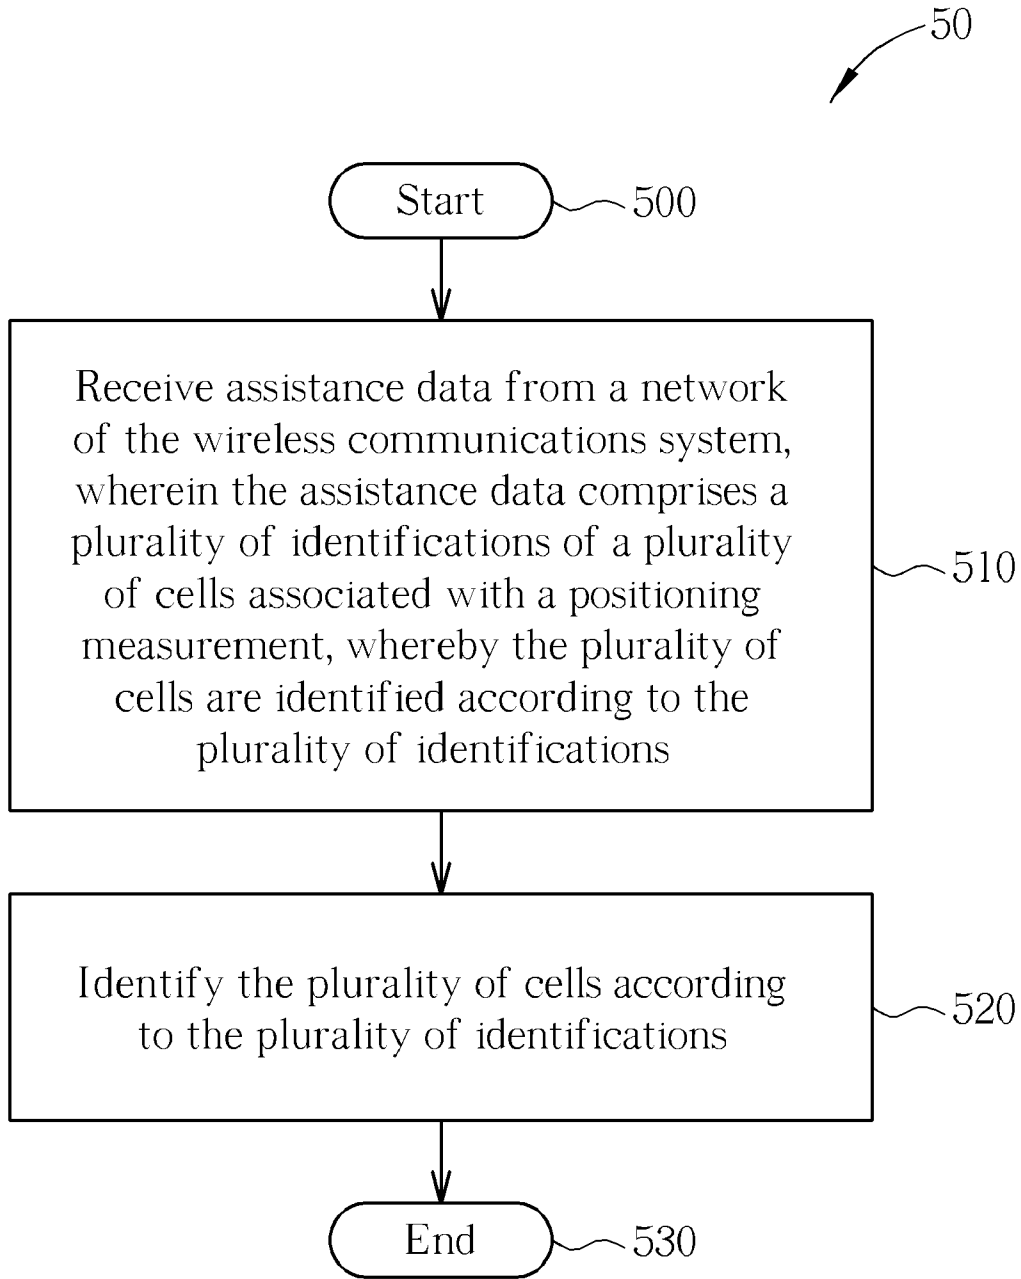 50
Start
500
Receive assistance data from a network
of the wireless communications system,
wherein the assistance data comprises a
plurality of identifications of a plurality
of cells associated with a positioning
measurement, whereby the plurality of
cells are identified according to the
plurality of identifications
510
Identify the plurality of cells according
to the plurality of identifications
520
End
530